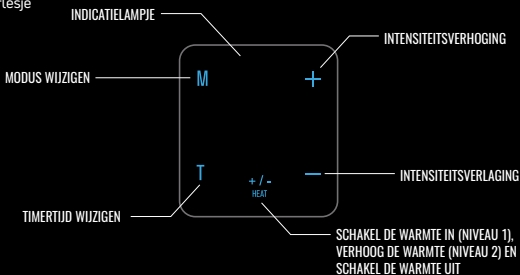 INDICATIELAMPJE
INTENSITEITSVERHOGING
MODUS WIJZIGEN
M
+
T
+ / -
HEAT
—
INTENSITEITSVERLAGING
TIMERTIJD WIJZIGEN
SCHAKEL DE WARMTE IN (NIVEAU 1),
VERHOOG DE WARMTE (NIVEAU 2) EN
SCHAKEL DE WARMTE UIT